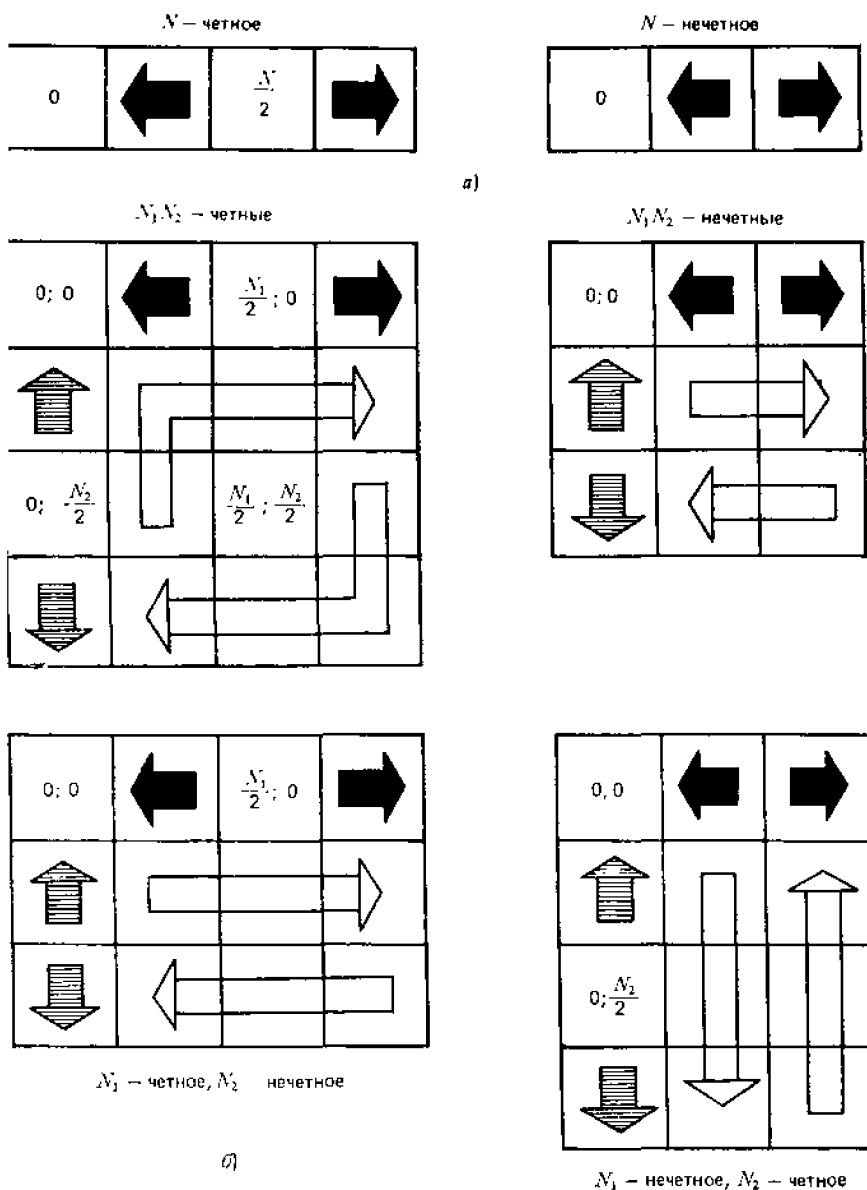 N — четное
N — нечетное
0
N
2
0
а)
N₁N₂ — четные
N₁N₂ — нечетные
0; 0
N₁/2 ; 0
0; 0
0; N₂/2
N₁/2 ; N₂/2
0; 0
N₁/2 ; 0
0, 0
0; N₂/2
N₁ — четное, N₂ нечетное
б)
N₁ — нечетное, N₂ — четное